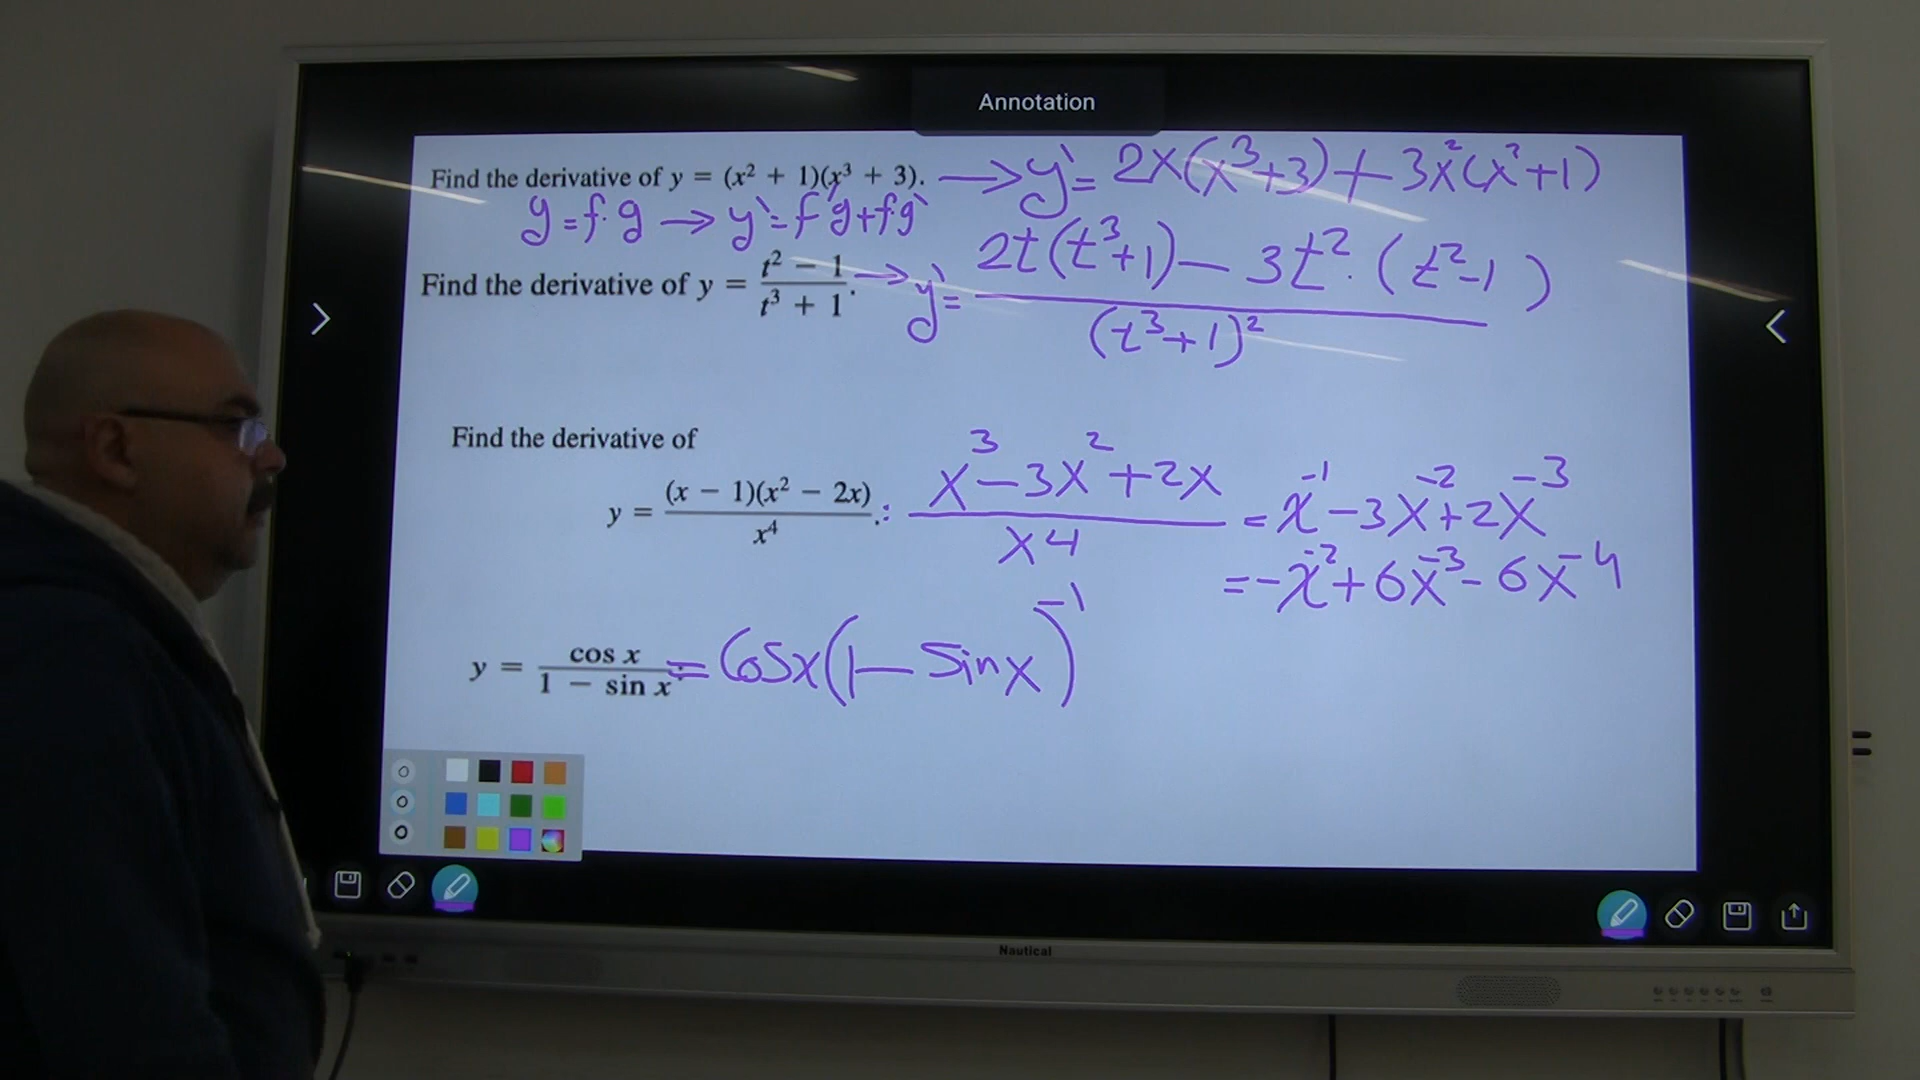 Annotation
Find the derivative of y = (x² + 1)(x³ + 3). → y' = 2x(x³+3) + 3x²(x²+1)
y = f·g → y' = f'g + fg'
Find the derivative of y = (t² − 1)/(t³ + 1). → y' = (2t(t³+1) − 3t²·(t²−1))/(t³+1)²
Find the derivative of
y = ((x − 1)(x² − 2x))/x⁴. : (x³ − 3x² + 2x)/x4 = x⁻¹ − 3x⁻² + 2x⁻³
= −x⁻² + 6x⁻³ − 6x⁻⁴
y = cos x/(1 − sin x). = Cosx(1 − Sinx)⁻¹
Nautical